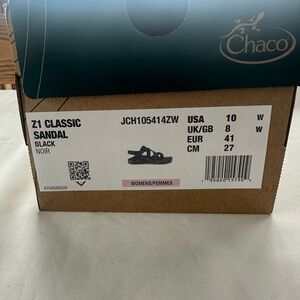 Chaco
Z1 CLASSIC
SANDAL
BLACK
NOIR
JCH105414ZW
USA 10 W
UK/GB 8 W
EUR 41
CM 27
WOMENS/FEMMES